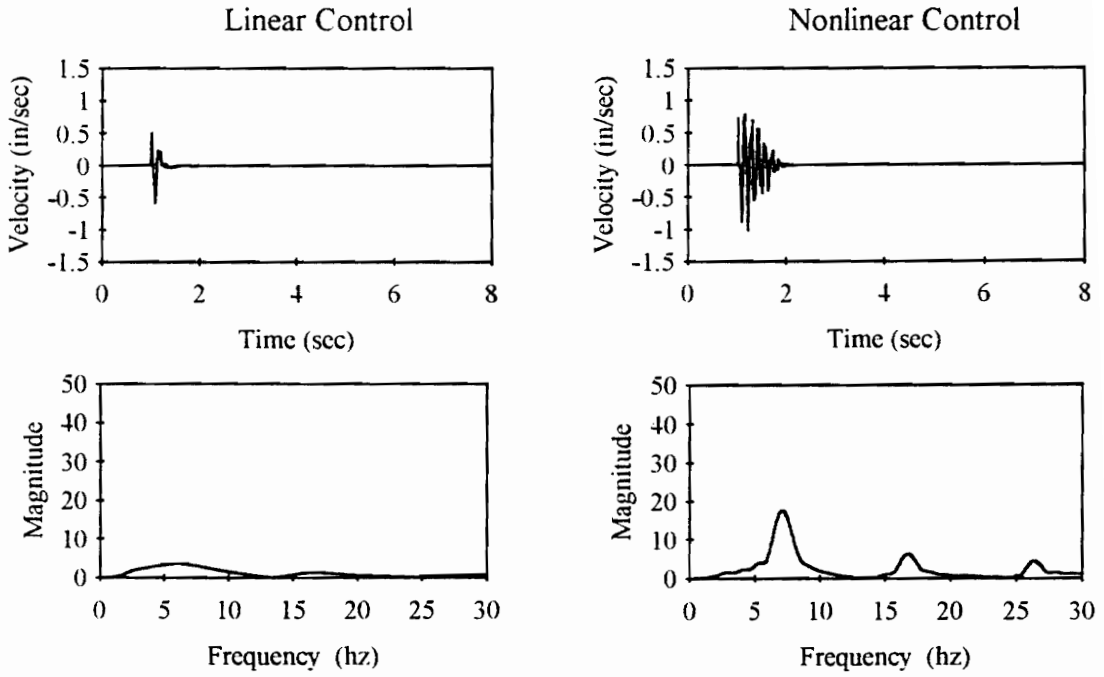 Linear Control
Nonlinear Control
Velocity (in/sec)
1.5
1
0.5
0
-0.5
-1
-1.5
0 2 4 6 8
Time (sec)
Velocity (in/sec)
1.5
1
0.5
0
-0.5
-1
-1.5
0 2 4 6 8
Time (sec)
Magnitude
50
40
30
20
10
0
0 5 10 15 20 25 30
Frequency (hz)
Magnitude
50
40
30
20
10
0
0 5 10 15 20 25 30
Frequency (hz)